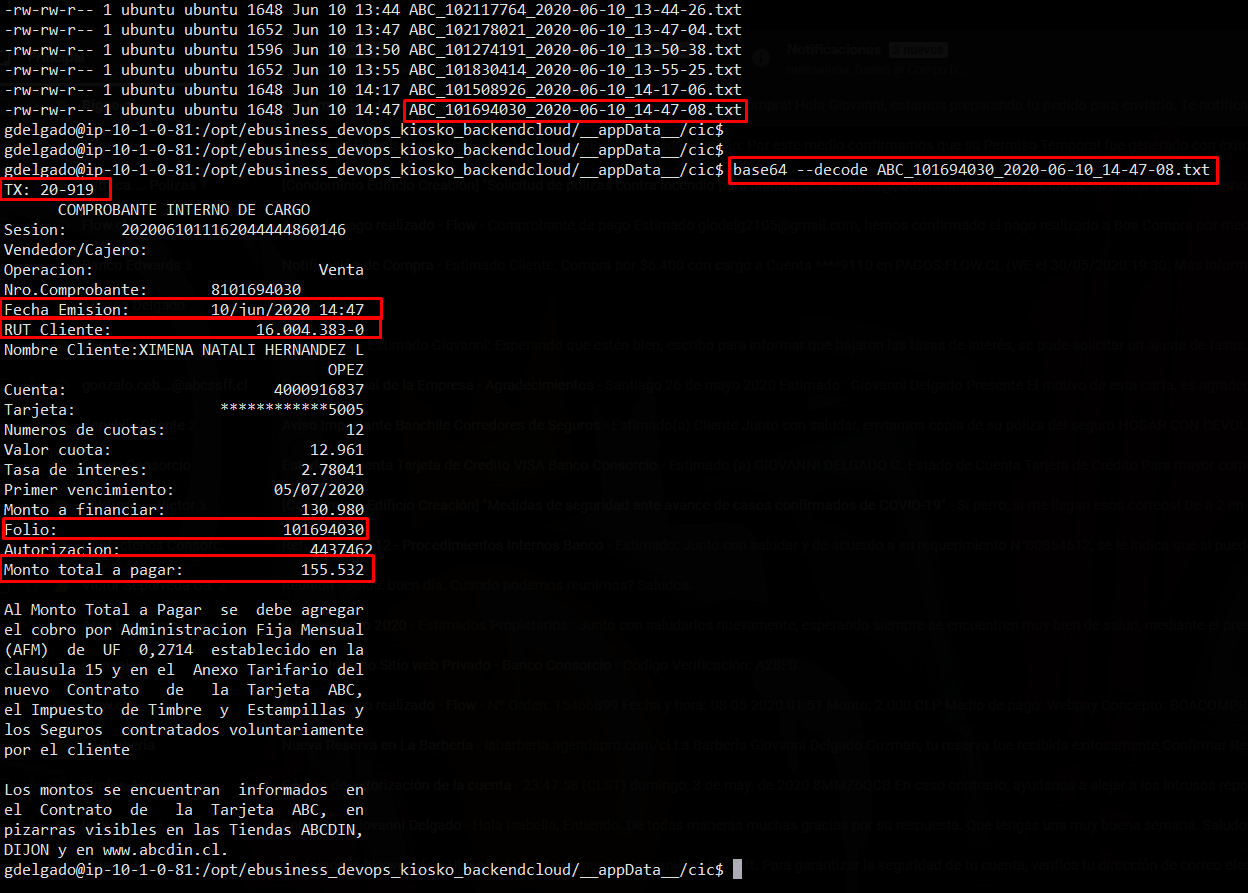 -rw-rw-r-- 1 ubuntu ubuntu 1648 Jun 10 13:44 ABC_102117764_2020-06-10_13-44-26.txt
-rw-rw-r-- 1 ubuntu ubuntu 1652 Jun 10 13:47 ABC_102178021_2020-06-10_13-47-04.txt
-rw-rw-r-- 1 ubuntu ubuntu 1596 Jun 10 13:50 ABC_101274191_2020-06-10_13-50-38.txt
-rw-rw-r-- 1 ubuntu ubuntu 1652 Jun 10 13:55 ABC_101830414_2020-06-10_13-55-25.txt
-rw-rw-r-- 1 ubuntu ubuntu 1648 Jun 10 14:17 ABC_101508926_2020-06-10_14-17-06.txt
-rw-rw-r-- 1 ubuntu ubuntu 1648 Jun 10 14:47 ABC_101694030_2020-06-10_14-47-08.txt
gdelgado@ip-10-1-0-81:/opt/ebusiness_devops_kiosko_backendcloud/__appData__/cic$
gdelgado@ip-10-1-0-81:/opt/ebusiness_devops_kiosko_backendcloud/__appData__/cic$
gdelgado@ip-10-1-0-81:/opt/ebusiness_devops_kiosko_backendcloud/__appData__/cic$ base64 --decode ABC_101694030_2020-06-10_14-47-08.txt
TX: 20-919
COMPROBANTE INTERNO DE CARGO
Sesion: 2020061011162044444860146
Vendedor/Cajero:
Operacion: Venta
Nro.Comprobante: 8101694030
Fecha Emision: 10/jun/2020 14:47
RUT Cliente: 16.004.383-0
Nombre Cliente:XIMENA NATALI HERNANDEZ L
OPEZ
Cuenta: 4000916837
Tarjeta: ************5005
Numeros de cuotas: 12
Valor cuota: 12.961
Tasa de interes: 2.78041
Primer vencimiento: 05/07/2020
Monto a financiar: 130.980
Folio: 101694030
Autorizacion: 4437462
Monto total a pagar: 155.532
Al Monto Total a Pagar se debe agregar
el cobro por Administracion Fija Mensual
(AFM) de UF 0,2714 establecido en la
clausula 15 y en el Anexo Tarifario del
nuevo Contrato de la Tarjeta ABC,
el Impuesto de Timbre y Estampillas y
los Seguros contratados voluntariamente
por el cliente
Los montos se encuentran informados en
el Contrato de la Tarjeta ABC, en
pizarras visibles en las Tiendas ABCDIN,
DIJON y en www.abcdin.cl.
gdelgado@ip-10-1-0-81:/opt/ebusiness_devops_kiosko_backendcloud/__appData__/cic$